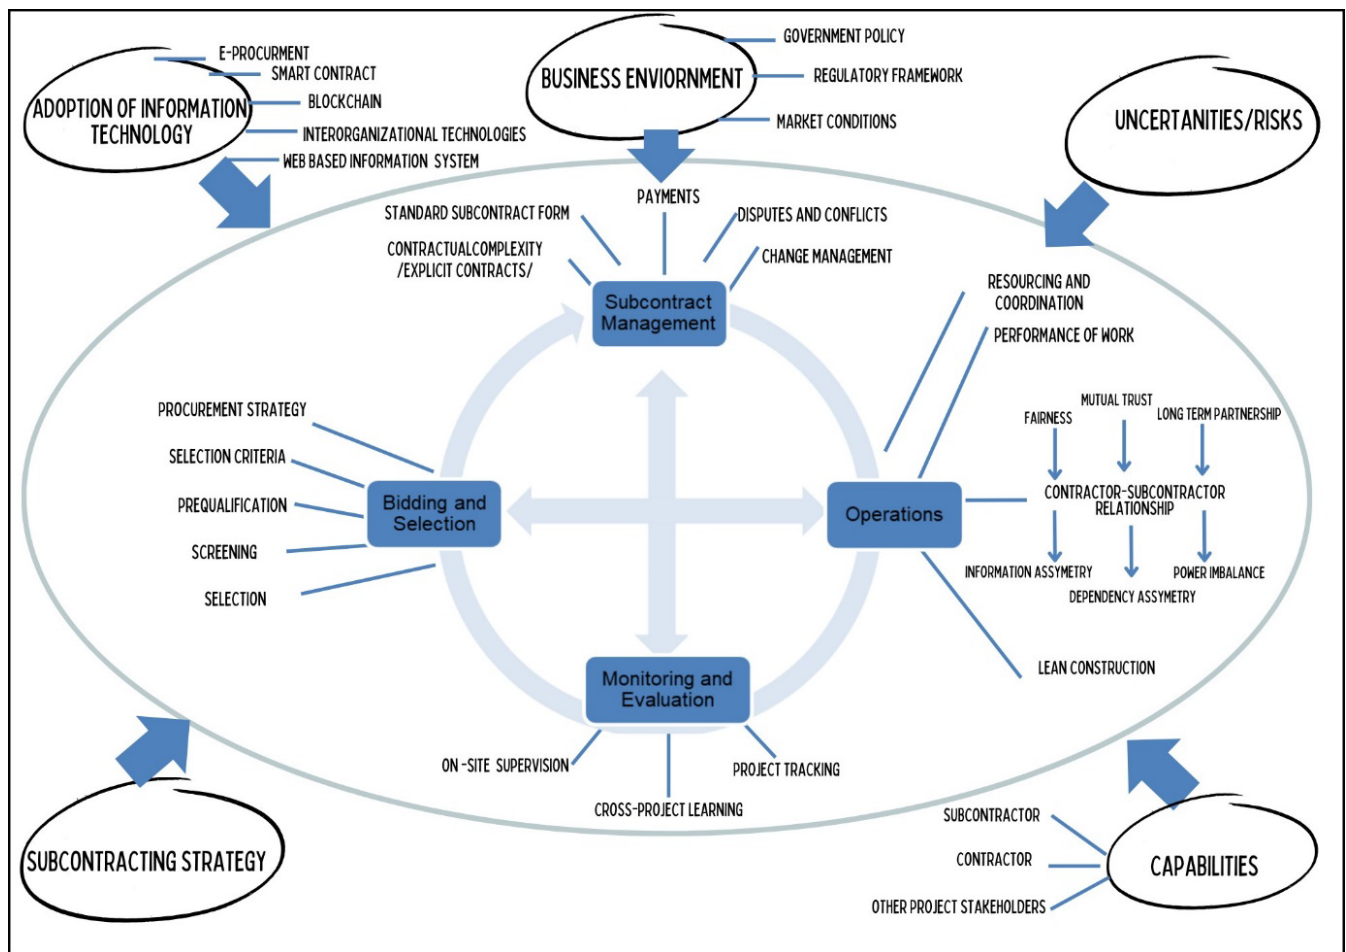 E-PROCURMENT
SMART CONTRACT
BLOCKCHAIN
INTERORGANIZATIONAL TECHNOLOGIES
WEB BASED INFORMATION SYSTEM
ADOPTION OF INFORMATION
TECHNOLOGY
BUSINESS ENVIORNMENT
GOVERNMENT POLICY
REGULATORY FRAMEWORK
MARKET CONDITIONS
UNCERTANITIES/RISKS
PAYMENTS
STANDARD SUBCONTRACT FORM
DISPUTES AND CONFLICTS
CONTRACTUALCOMPLEXITY
/EXPLICIT CONTRACTS/
CHANGE MANAGEMENT
Subcontract
Management
RESOURCING AND
COORDINATION
PERFORMANCE OF WORK
PROCUREMENT STRATEGY
SELECTION CRITERIA
PREQUALIFICATION
SCREENING
SELECTION
Bidding and
Selection
Operations
FAIRNESS
MUTUAL TRUST
LONG TERM PARTNERSHIP
CONTRACTOR-SUBCONTRACTOR
RELATIONSHIP
INFORMATION ASSYMETRY
DEPENDENCY ASSYMETRY
POWER IMBALANCE
LEAN CONSTRUCTION
Monitoring and
Evaluation
ON -SITE SUPERVISION
CROSS-PROJECT LEARNING
PROJECT TRACKING
SUBCONTRACTING STRATEGY
SUBCONTRACTOR
CONTRACTOR
OTHER PROJECT STAKEHOLDERS
CAPABILITIES